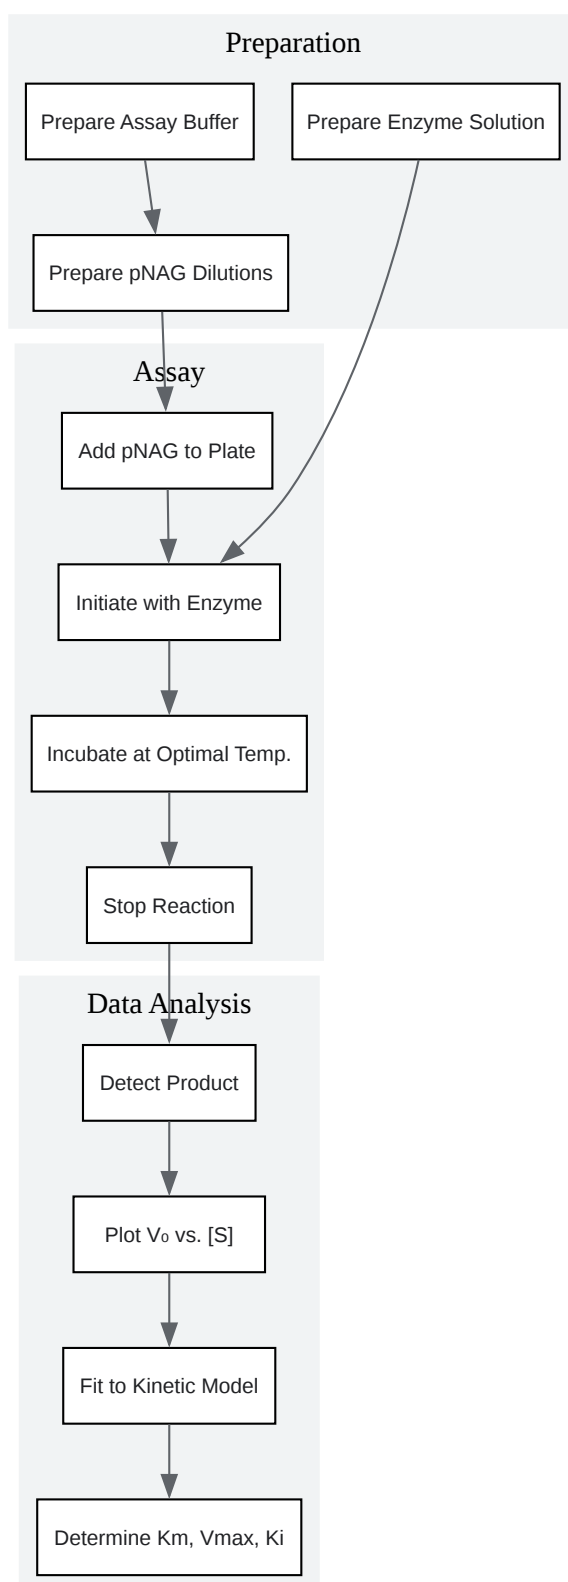 Preparation
Prepare Assay Buffer
Prepare Enzyme Solution
Prepare pNAG Dilutions
Assay
Add pNAG to Plate
Initiate with Enzyme
Incubate at Optimal Temp.
Stop Reaction
Data Analysis
Detect Product
Plot V₀ vs. [S]
Fit to Kinetic Model
Determine Km, Vmax, Ki